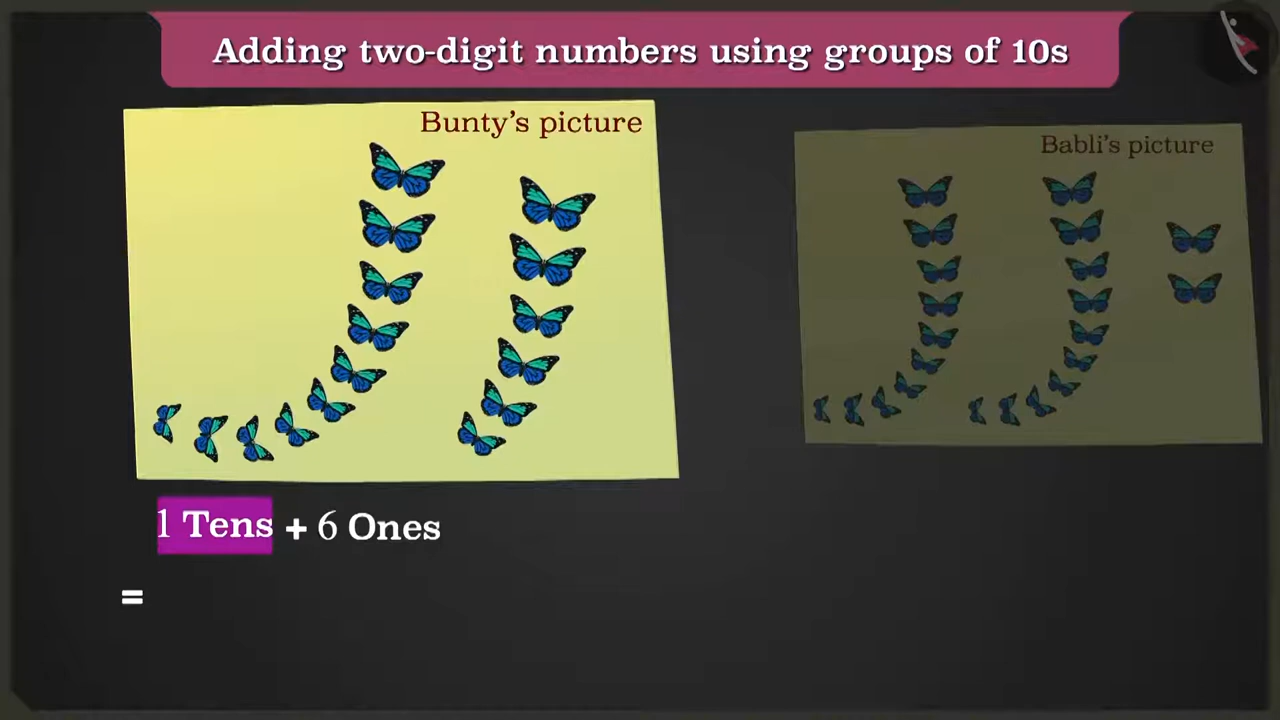 Adding two-digit numbers using groups of 10s
Bunty's picture
Babli's picture
1 Tens + 6 Ones
=